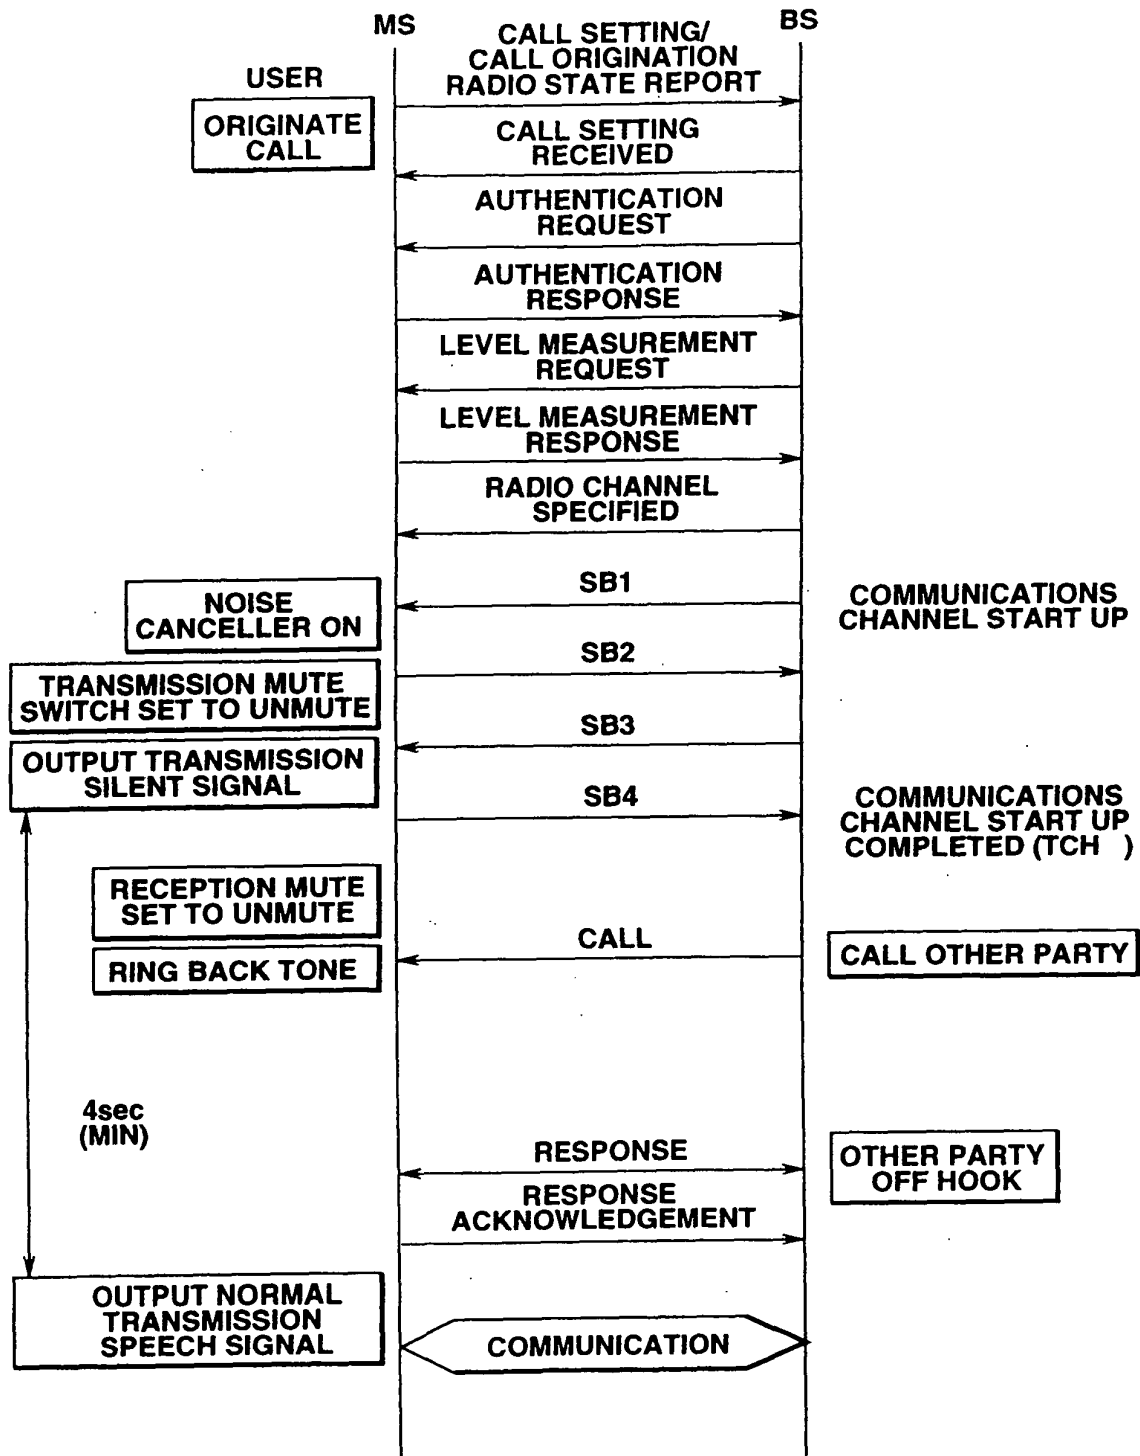 MS
BS
CALL SETTING/
CALL ORIGINATION
RADIO STATE REPORT
USER
ORIGINATE
CALL
CALL SETTING
RECEIVED
AUTHENTICATION
REQUEST
AUTHENTICATION
RESPONSE
LEVEL MEASUREMENT
REQUEST
LEVEL MEASUREMENT
RESPONSE
RADIO CHANNEL
SPECIFIED
NOISE
CANCELLER ON
SB1
COMMUNICATIONS
CHANNEL START UP
SB2
TRANSMISSION MUTE
SWITCH SET TO UNMUTE
SB3
OUTPUT TRANSMISSION
SILENT SIGNAL
SB4
COMMUNICATIONS
CHANNEL START UP
COMPLETED (TCH )
RECEPTION MUTE
SET TO UNMUTE
CALL
CALL OTHER PARTY
RING BACK TONE
4sec
(MIN)
RESPONSE
OTHER PARTY
OFF HOOK
RESPONSE
ACKNOWLEDGEMENT
OUTPUT NORMAL
TRANSMISSION
SPEECH SIGNAL
COMMUNICATION